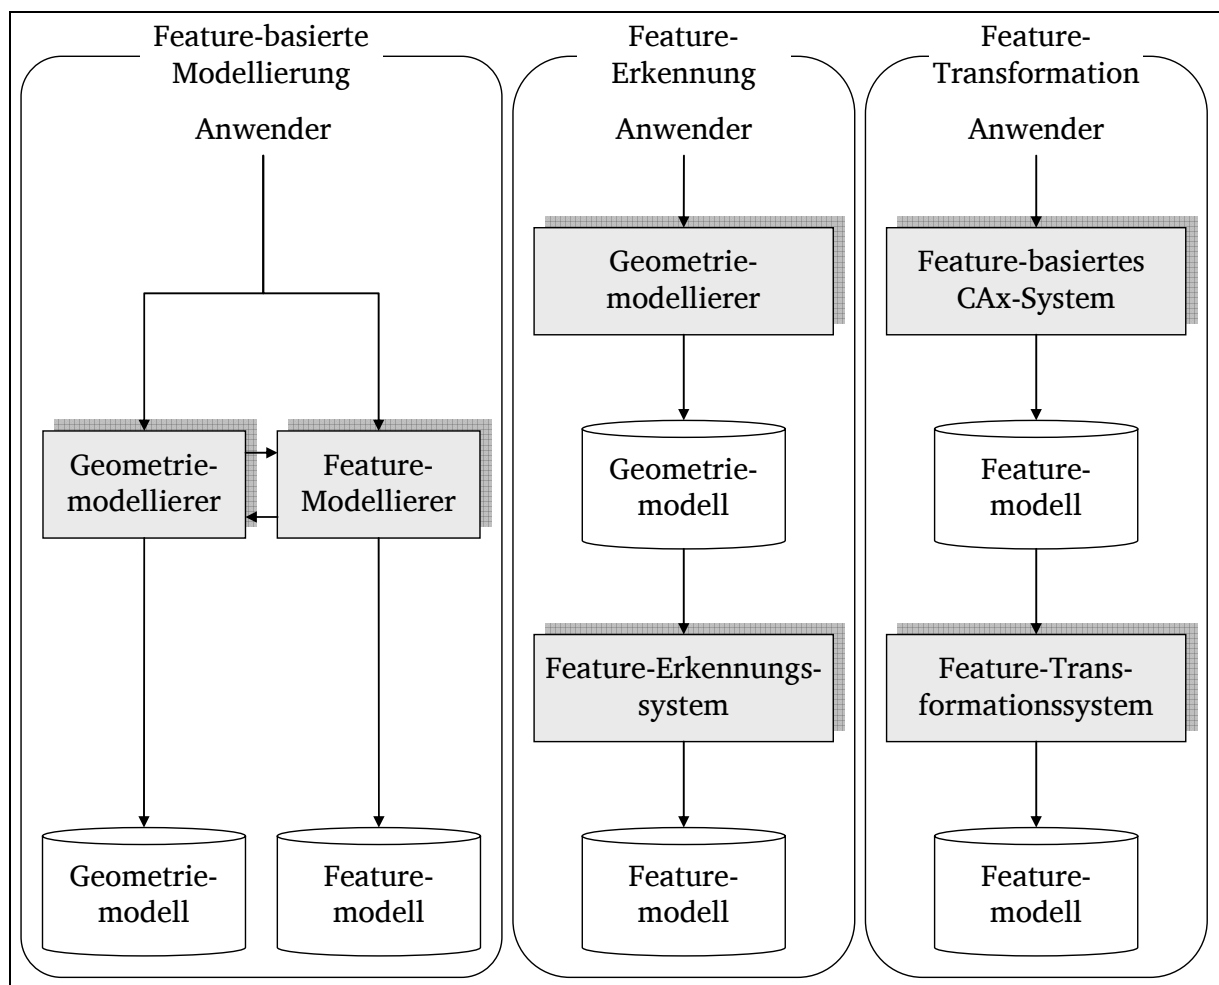 Feature-basierte
Modellierung
Anwender
Geometrie-
modellierer
Feature-
Modellierer
Geometrie-
modell
Feature-
modell
Feature-
Erkennung
Anwender
Geometrie-
modellierer
Geometrie-
modell
Feature-Erkennungs-
system
Feature-
modell
Feature-
Transformation
Anwender
Feature-basiertes
CAx-System
Feature-
modell
Feature-Trans-
formationssystem
Feature-
modell